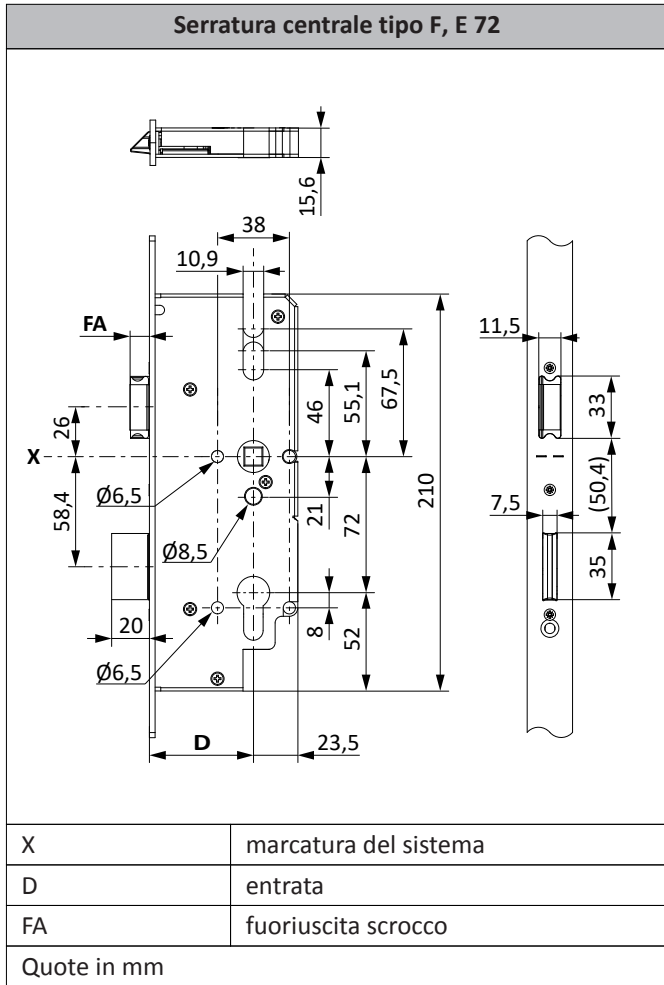 Serratura centrale tipo F, E 72
15,6
38
10,9
FA
11,5
67,5
55,1
46
33
26
X
Ø6,5
58,4
21
72
210
(50,4)
7,5
Ø8,5
35
20
8
52
Ø6,5
D
23,5
X marcatura del sistema
D entrata
FA fuoriuscita scrocco
Quote in mm